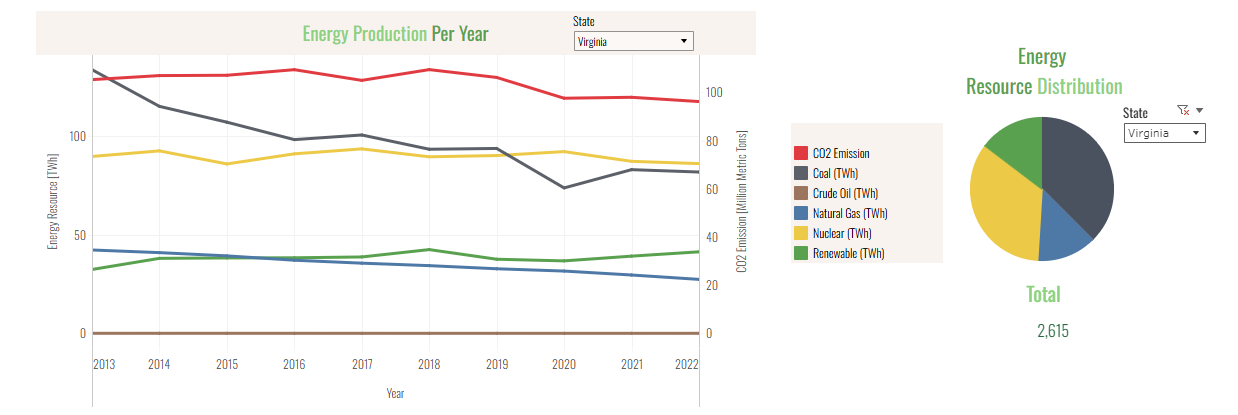 Energy Production Per Year
State
Virginia
100
50
0
Energy Resource [TWh]
100
80
60
40
20
0
CO2 Emission [Million Metric Tons]
2013 2014 2015 2016 2017 2018 2019 2020 2021 2022
Year
CO2 Emission
Coal (TWh)
Crude Oil (TWh)
Natural Gas (TWh)
Nuclear (TWh)
Renewable (TWh)
Energy
Resource Distribution
State
Virginia
Total
2,615